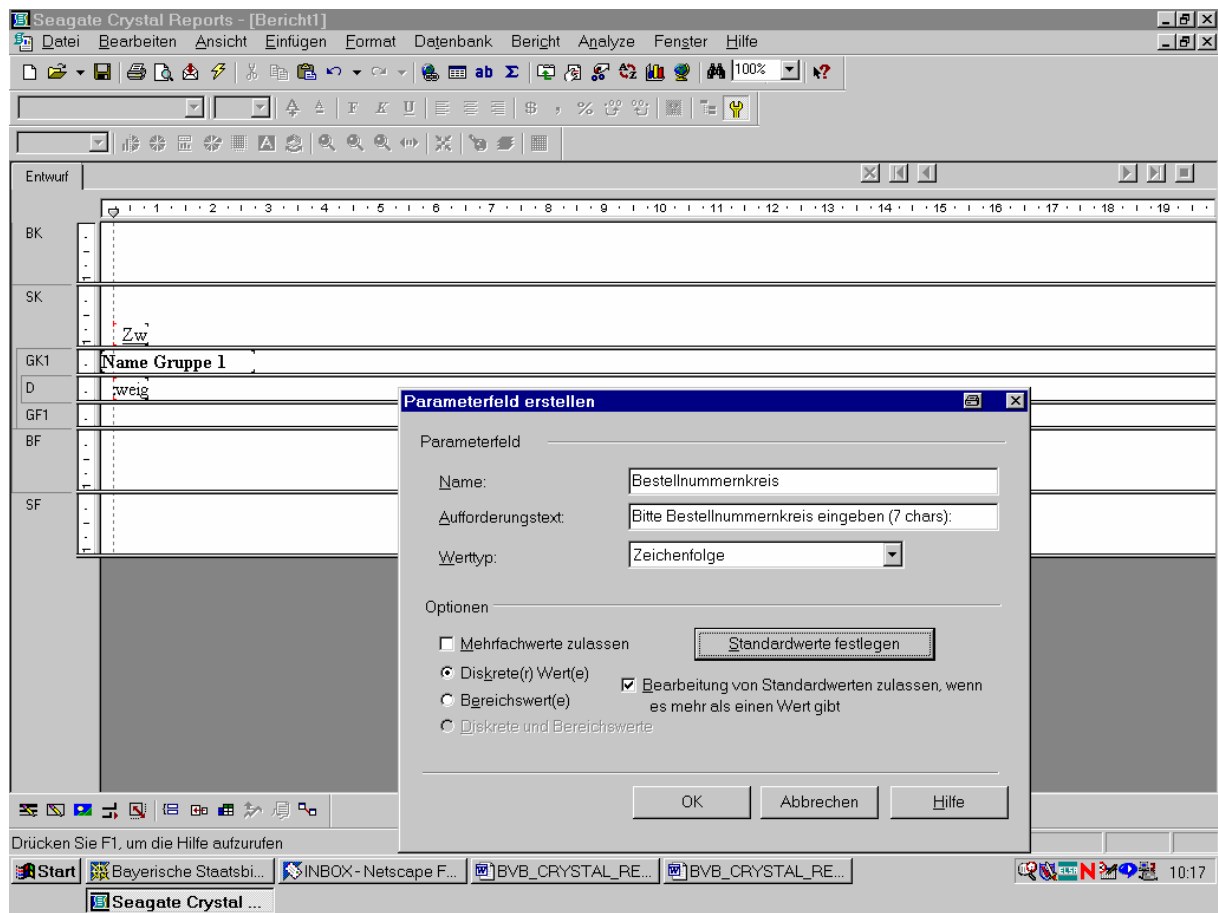 Seagate Crystal Reports - [Bericht1]
Datei Bearbeiten Ansicht Einfügen Format Datenbank Bericht Analyze Fenster Hilfe
ab Σ 100%
F K U $ , %
A
Entwurf
1 2 3 4 5 6 7 8 9 10 11 12 13 14 15 16 17 18 19
BK
SK
Zw
GK1 Name Gruppe 1
D weig
GF1
BF
SF
Parameterfeld erstellen
Parameterfeld
Name: Bestellnummernkreis
Aufforderungstext: Bitte Bestellnummernkreis eingeben (7 chars):
Werttyp: Zeichenfolge
Optionen
Mehrfachwerte zulassen Standardwerte festlegen
Diskrete(r) Wert(e)
Bearbeitung von Standardwerten zulassen, wenn
Bereichswert(e)
es mehr als einen Wert gibt
Diskrete und Bereichswerte
OK Abbrechen Hilfe
Drücken Sie F1, um die Hilfe aufzurufen
Start Bayerische Staatsbi... INBOX - Netscape F... BVB_CRYSTAL_RE... BVB_CRYSTAL_RE... ELSA N 10:17
Seagate Crystal ...